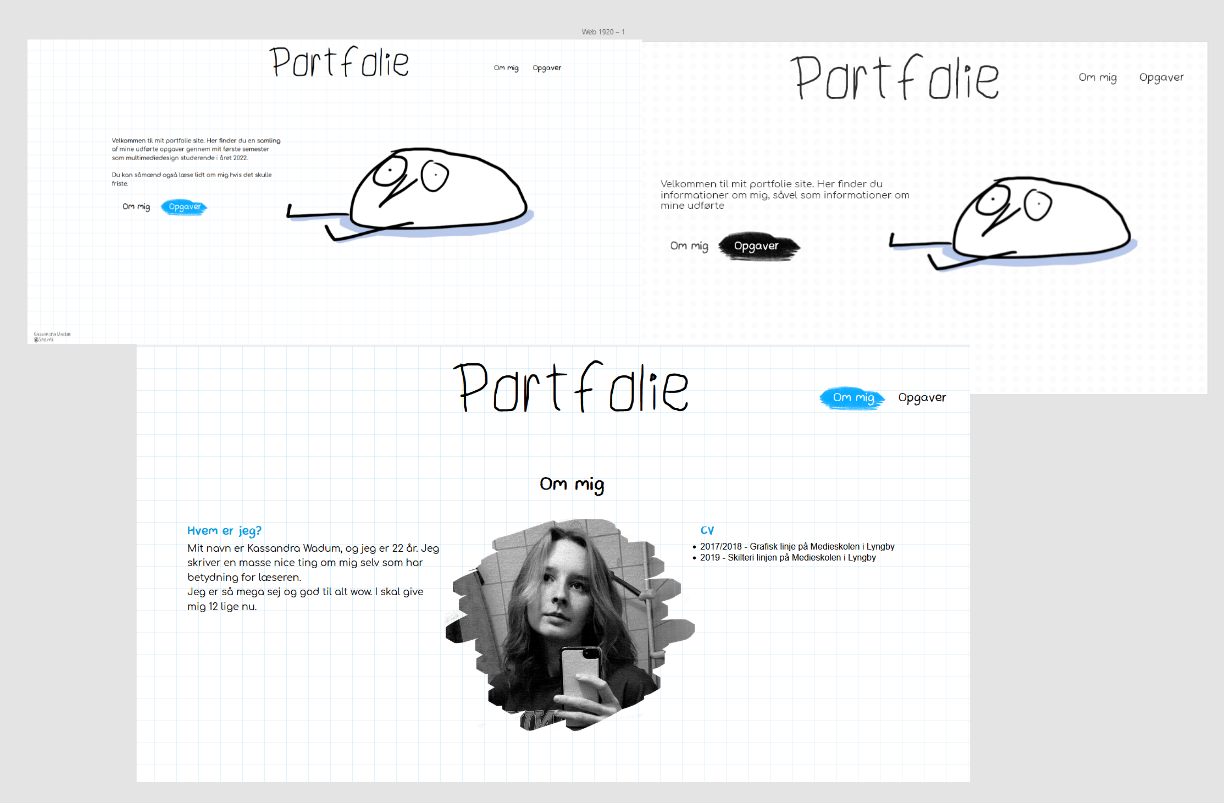 Web 1920 – 1
Portfolie
Om mig
Opgaver
Velkommen til mit portfolie site. Her finder du en samling
af mine udførte opgaver gennem mit første semester
som multimediedesign studerende i året 2022.
Du kan såmænd også læse lidt om mig hvis det skulle
friste.
Om mig
Opgaver
Kassandra Wadum
Portfolie
Om mig
Opgaver
Velkommen til mit portfolie site. Her finder du
informationer om mig, såvel som informationer om
mine udførte
Om mig
Opgaver
Portfolie
Om mig
Opgaver
Om mig
Hvem er jeg?
Mit navn er Kassandra Wadum, og jeg er 22 år. Jeg
skriver en masse nice ting om mig selv som har
betydning for læseren.
Jeg er så mega sej og god til alt wow. I skal give
mig 12 lige nu.
CV
2017/2018 - Grafisk linje på Medieskolen i Lyngby
2019 - Skilteri linjen på Medieskolen i Lyngby